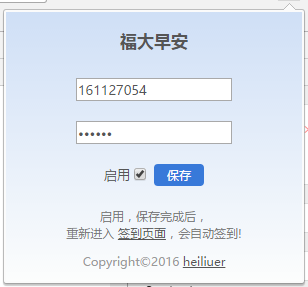 福大早安
161127054
••••••
启用 保存
启用，保存完成后，
重新进入 签到页面，会自动签到!
Copyright©2016 heiliuer